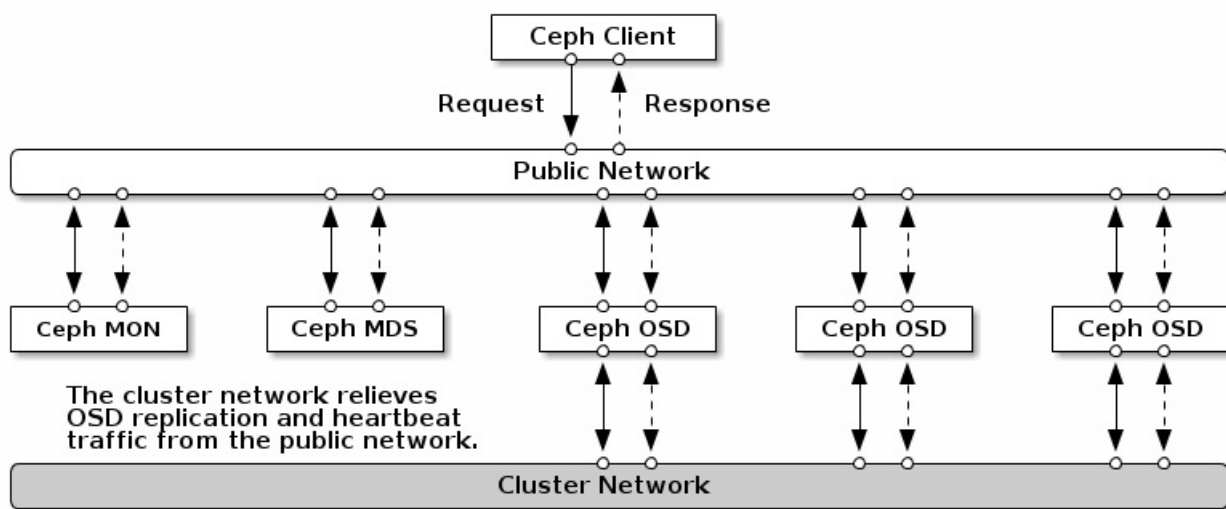 Ceph Client
Request
Response
Public Network
Ceph MON
Ceph MDS
Ceph OSD
Ceph OSD
Ceph OSD
The cluster network relieves
OSD replication and heartbeat
traffic from the public network.
Cluster Network